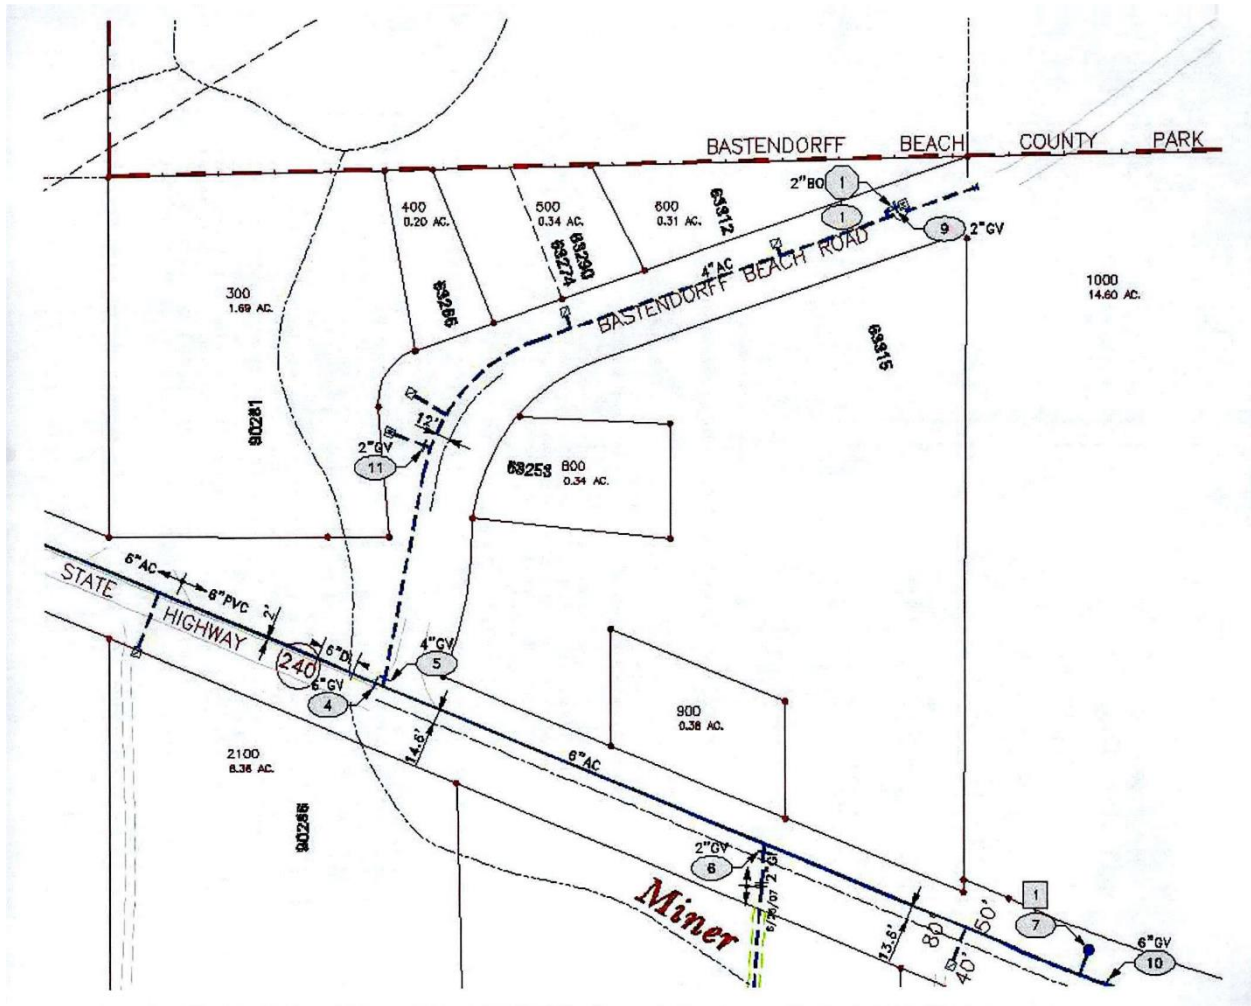 BASTENDORFF BEACH COUNTY PARK
2"BO 1
1
9 2"GV
400
0.20 AC.
500
0.34 AC.
600
0.31 AC.
63312
63290
63274
63266
4"AC
BASTENDORFF BEACH ROAD
300
1.69 AC.
1000
14.60 AC.
63315
90281
12'
2"GV
11
63253
800
0.34 AC.
6"AC
6"PVC
2'
STATE HIGHWAY
240
6"DI
6"GV
4
4"GV
5
14.6'
6"AC
900
0.38 AC.
2100
8.36 AC.
2"GV
6
2"GI
Miner
13.6'
80'
50'
40'
1
7
6"GV
10